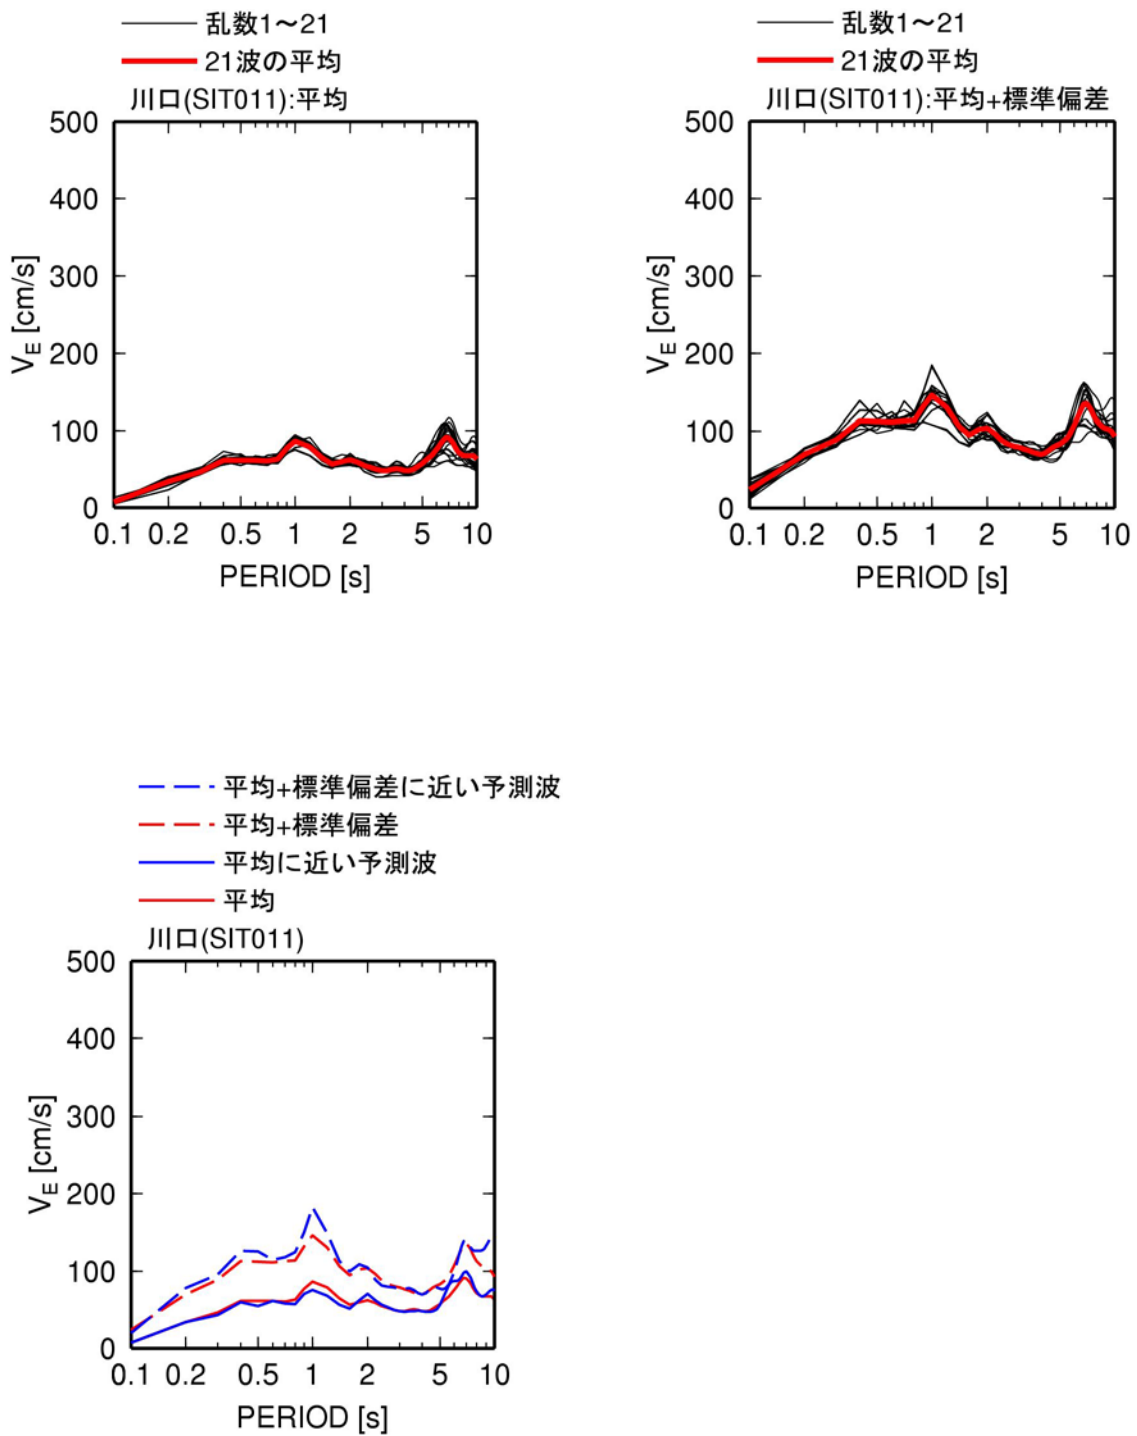 乱数1〜21
21波の平均
川口(SIT011):平均
500
400
300
200
100
0
V_E [cm/s]
0.1 0.2 0.5 1 2 5 10
PERIOD [s]
乱数1〜21
21波の平均
川口(SIT011):平均+標準偏差
500
400
300
200
100
0
V_E [cm/s]
0.1 0.2 0.5 1 2 5 10
PERIOD [s]
平均+標準偏差に近い予測波
平均+標準偏差
平均に近い予測波
平均
川口(SIT011)
500
400
300
200
100
0
V_E [cm/s]
0.1 0.2 0.5 1 2 5 10
PERIOD [s]